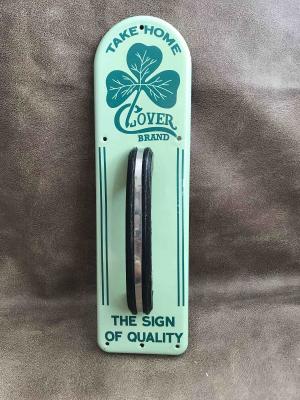 TAKE HOME
CLOVER
BRAND
THE SIGN
OF QUALITY